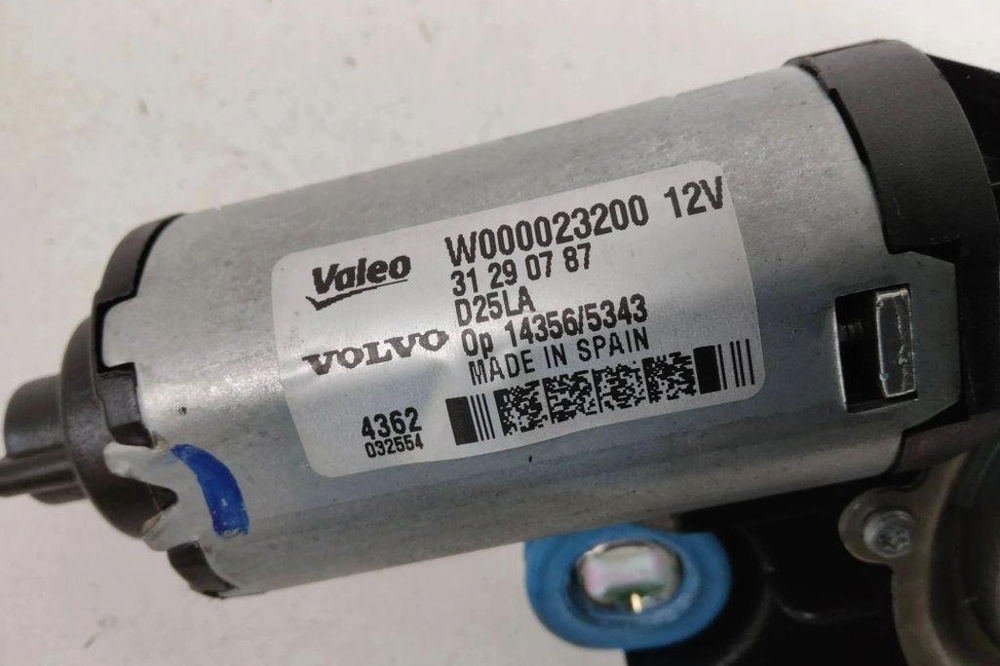 Valeo
W000023200 12V
31 29 07 87
D25LA
VOLVO
Op 14356/5343
MADE IN SPAIN
4362
032554